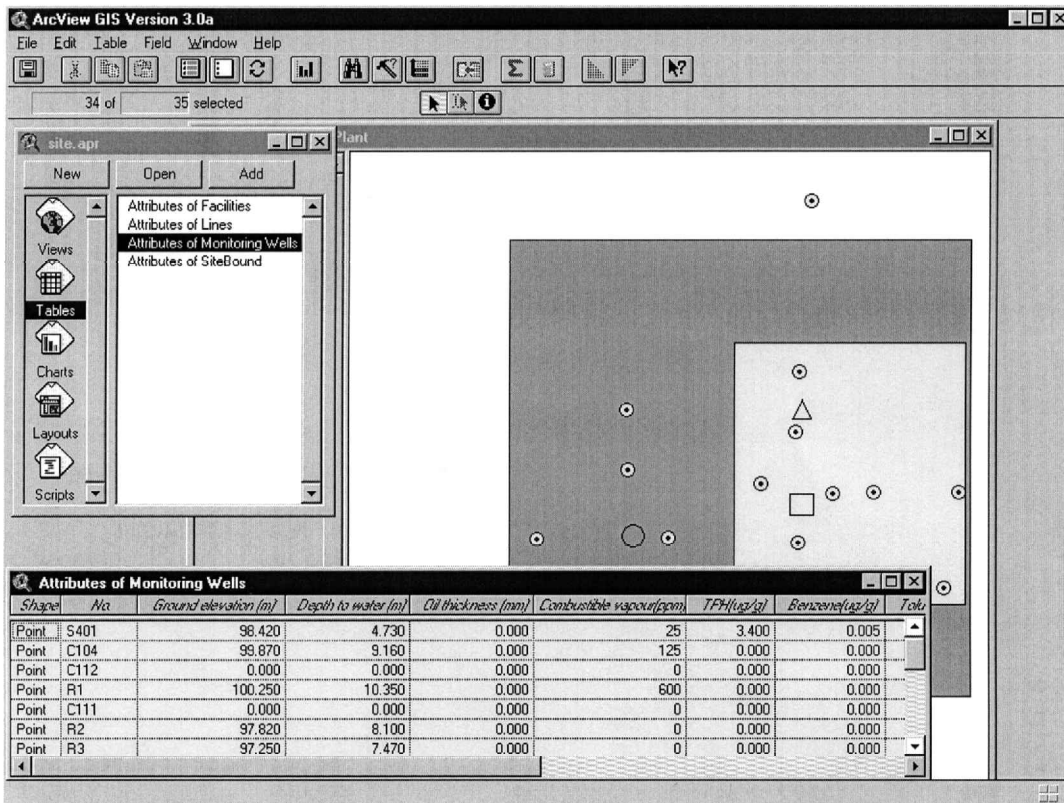 ArcView GIS Version 3.0a
File Edit Table Field Window Help
34 of 35 selected
site.apr
Plant
New Open Add
Views
Tables
Charts
Layouts
Scripts
Attributes of Facilities
Attributes of Lines
Attributes of Monitoring Wells
Attributes of SiteBound
Attributes of Monitoring Wells
Shape No. Ground elevation (m) Depth to water (m) Oil thickness (mm) Combustible vapour(ppm) TPH(ug/g) Benzene(ug/g) Tolu
Point S401 98.420 4.730 0.000 25 3.400 0.005
Point C104 99.870 9.160 0.000 125 0.000 0.000
Point C112 0.000 0.000 0.000 0 0.000 0.000
Point R1 100.250 10.350 0.000 600 0.000 0.000
Point C111 0.000 0.000 0.000 0 0.000 0.000
Point R2 97.820 8.100 0.000 0 0.000 0.000
Point R3 97.250 7.470 0.000 0 0.000 0.000